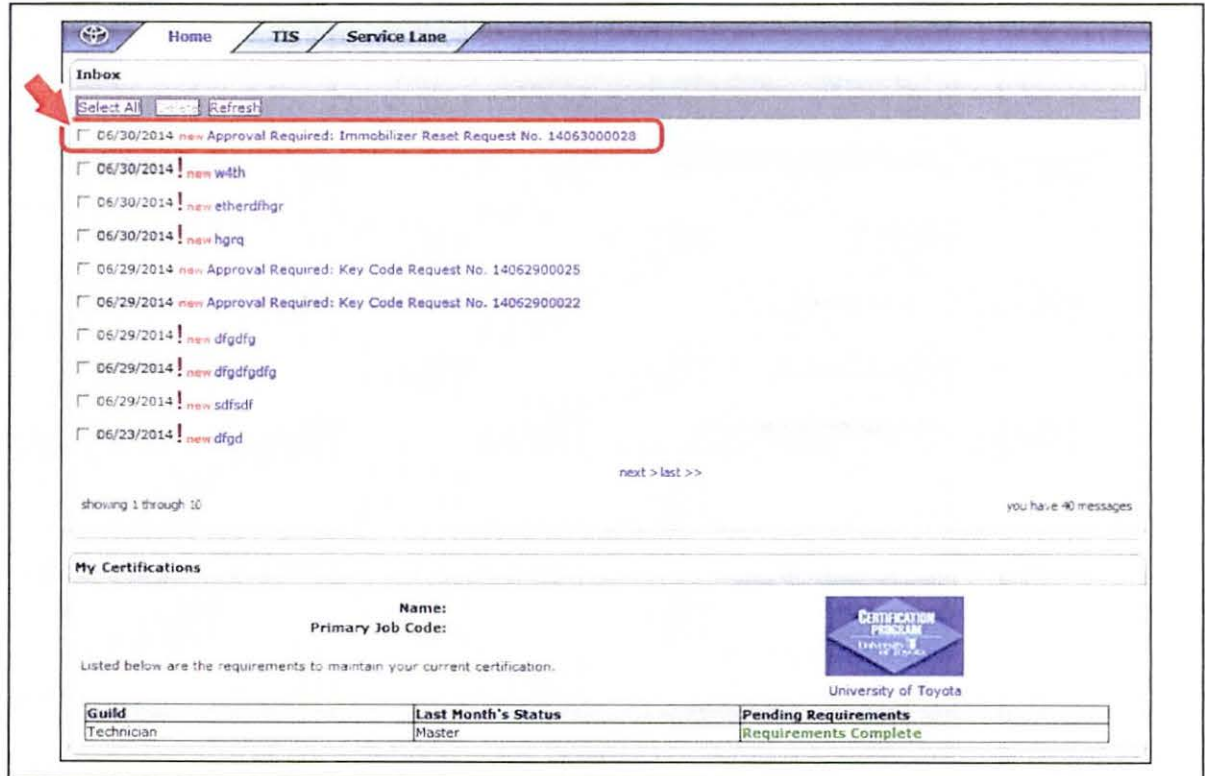 Home TIS Service Lane
Inbox
Select All Delete Refresh
06/30/2014 new Approval Required: Immobilizer Reset Request No. 14063000028
06/30/2014 ! new w4th
06/30/2014 ! new etherdfhgr
06/30/2014 ! new hgrq
06/29/2014 new Approval Required: Key Code Request No. 14062900025
06/29/2014 new Approval Required: Key Code Request No. 14062900022
06/29/2014 ! new dfgdfg
06/29/2014 ! new dfgdfgdfg
06/29/2014 ! new sdfsdf
06/23/2014 ! new dfgd
next > last >>
showing 1 through 10 you have 40 messages
My Certifications
Name:
Primary Job Code:
CERTIFICATION
PROGRAM
University
of Toyota
Listed below are the requirements to maintain your current certification.
University of Toyota
Guild Last Month's Status Pending Requirements
Technician Master Requirements Complete